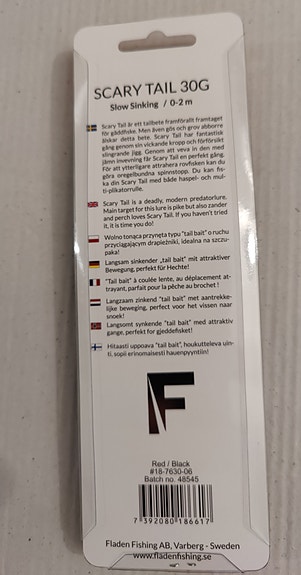 SCARY TAIL 30G
Slow Sinking / 0-2 m
Scary Tail är ett tailbete framförallt framtaget
för gäddfiske. Men även gös och grov abborre
älskar detta bete. Scary Tail har fantastisk
gång genom sin vickande kropp och förförsikt
slingrande jigg. Genom att veva in den med
jämn invevning får Scary Tail en perfekt gång.
För att ytterligare attrahera rovfisken kan du
göra oregelbundna spinnstopp. Du kan fis-
ka din Scary Tail med både haspel- och mul-
ti-plikatorrulle.
Scary Tail is a deadly, modern predatorlure.
Main target for this lure is pike but also zander
and perch loves Scary Tail. If you haven't tried
it, it is time you do!
Wolno tonąca przynęta typu "tail bait" o ruchu
przyciągającym drapieżniki, idealna na szczu-
paka!
Langsam sinkender „tail bait" mit attraktiver
Bewegung, perfekt für Hechte!
"Tail bait" à coulée lente, au déplacement at-
trayant, parfait pour la pêche au brochet !
Langzaam zinkend "tail bait" met aantrekke-
lijke beweging, perfect voor het vissen naar
snoek!
Langsomt synkende "tail bait" med attraktiv
gange, perfekt for gjeddefisket!
Hitaasti uppoava "tail bait", houkutteleva uin-
ti, sopii erinomaisesti hauenpyyntiin!
F
Red / Black
#18-7630-06
Batch no. 48545
7 392080 186617
Fladen Fishing AB, Varberg - Sweden
www.fladenfishing.se